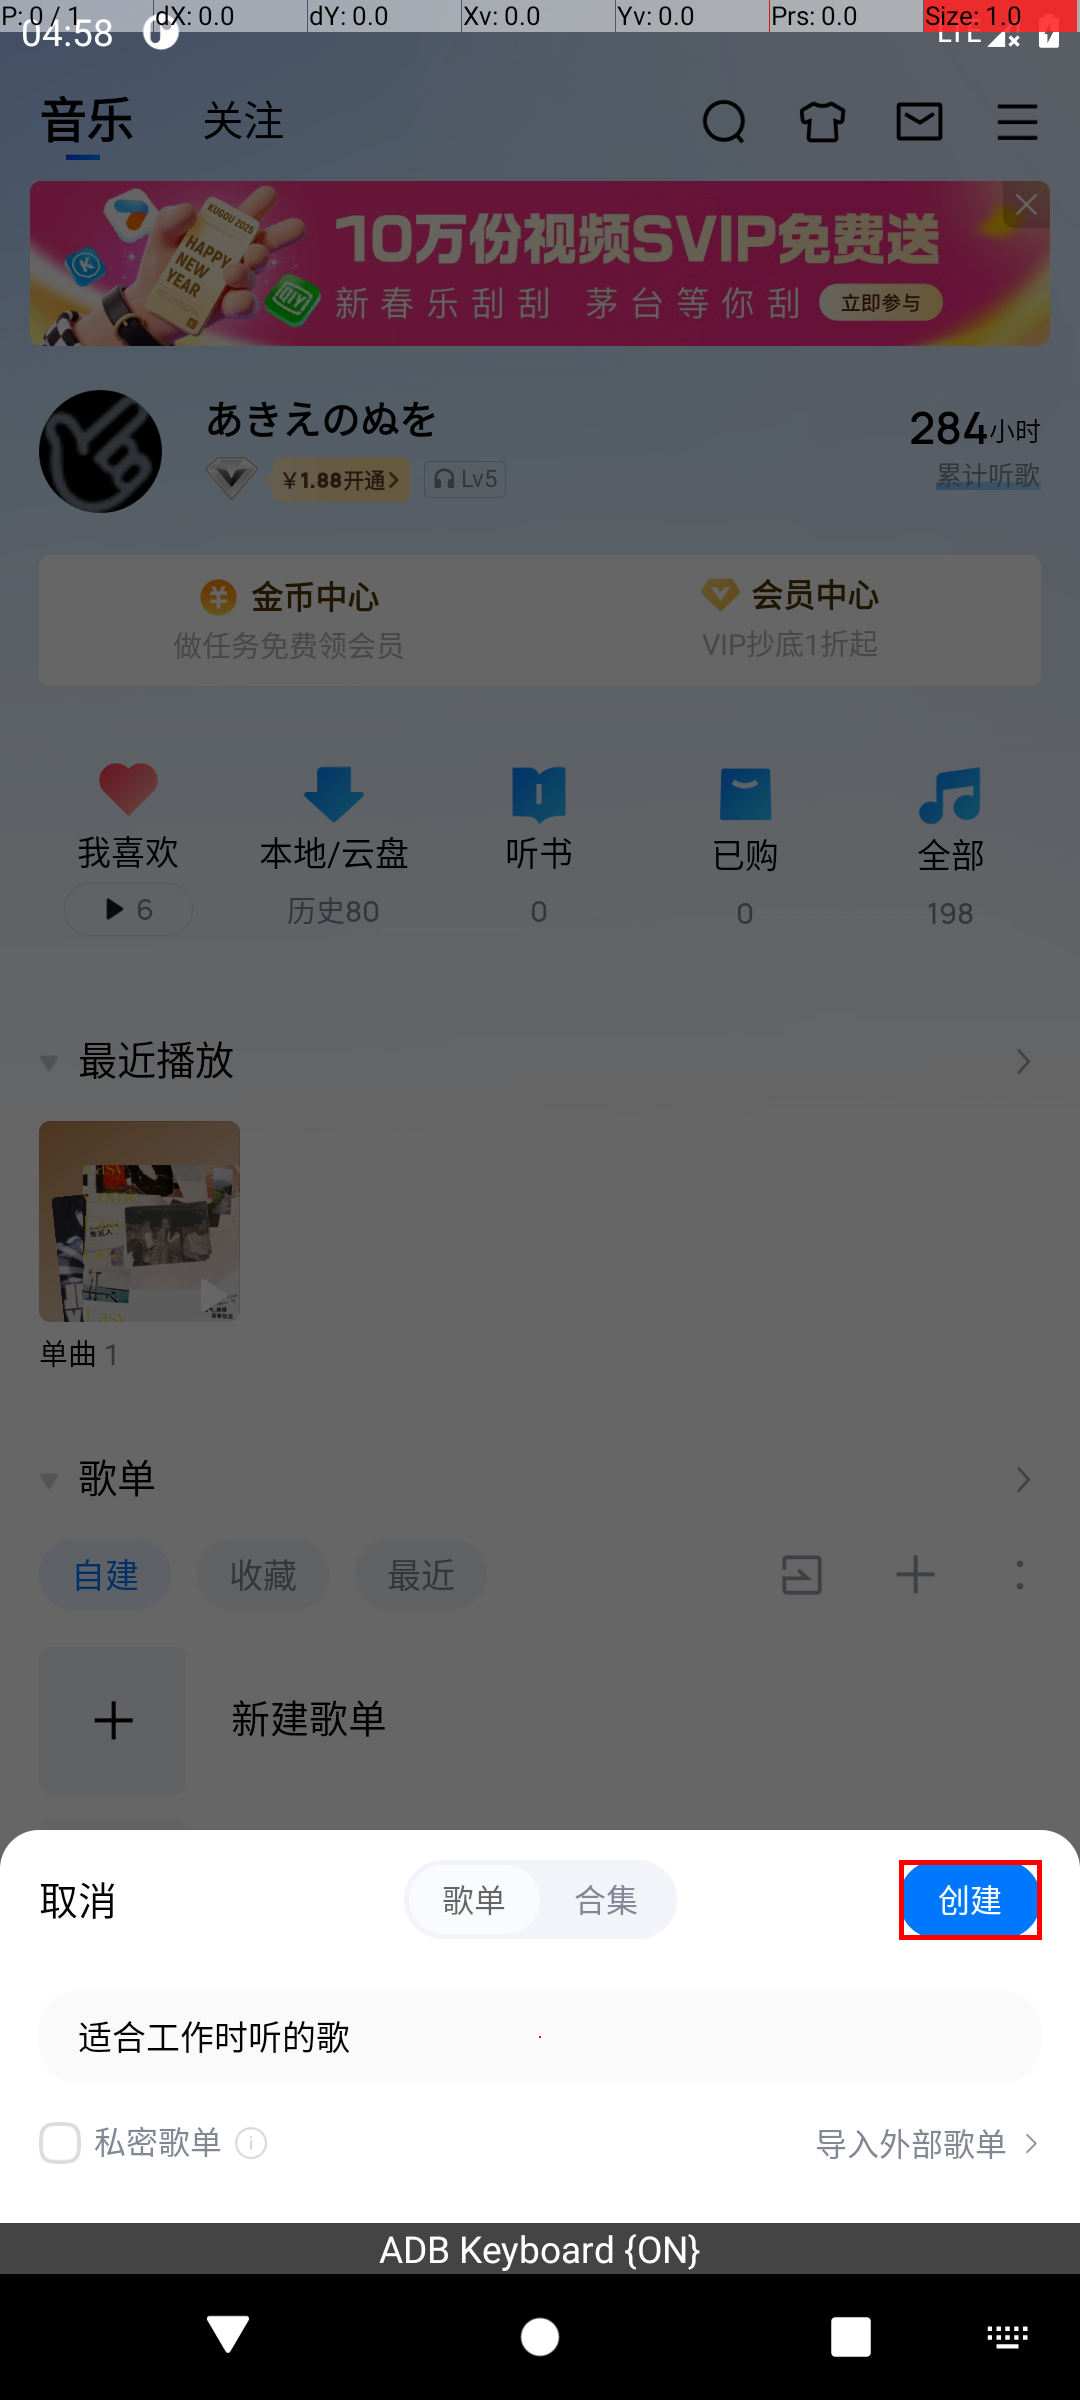 P: 0 / 1
dX: 0.0
dY: 0.0
Xv: 0.0
Yv: 0.0
Prs: 0.0
Size: 1.0
04:58
LTE
音乐
关注
KUGOU 2025
HAPPY
NEW
YEAR
QIY
10万份视频SVIP免费送
新春乐刮刮 茅台等你刮
立即参与
あきえのぬを
¥1.88开通
Lv5
284小时
累计听歌
金币中心
做任务免费领会员
会员中心
VIP抄底1折起
我喜欢
本地/云盘
听书
已购
全部
6
历史80
0
0
198
最近播放
告五人
Easy
单曲 1
歌单
自建
收藏
最近
新建歌单
取消
歌单
合集
创建
适合工作时听的歌
私密歌单
导入外部歌单
ADB Keyboard {ON}